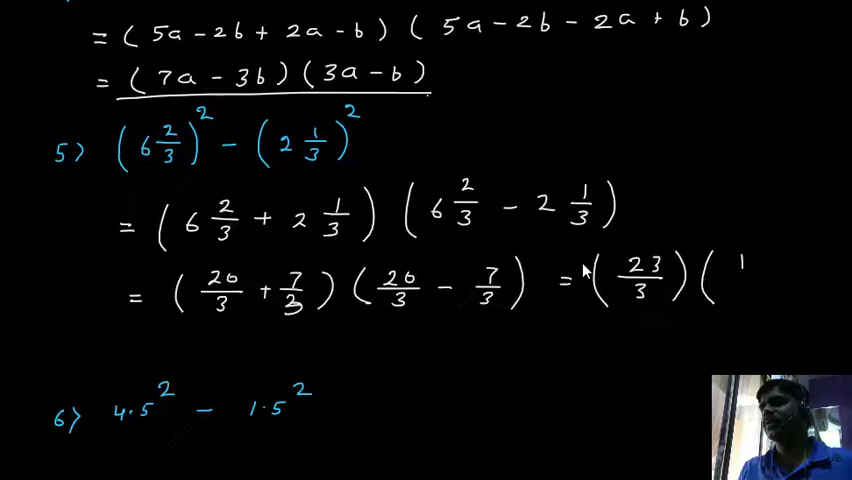 = ( 5a - 2b + 2a - b ) ( 5a - 2b - 2a + b )
= ( 7a - 3b ) ( 3a - b )
5) ( 6 2/3 )² - ( 2 1/3 )²
= ( 6 2/3 + 2 1/3 ) ( 6 2/3 - 2 1/3 )
= ( 20/3 + 7/3 ) ( 20/3 - 7/3 ) = ( 23/3 ) ( 1
6) 4.5² - 1.5²